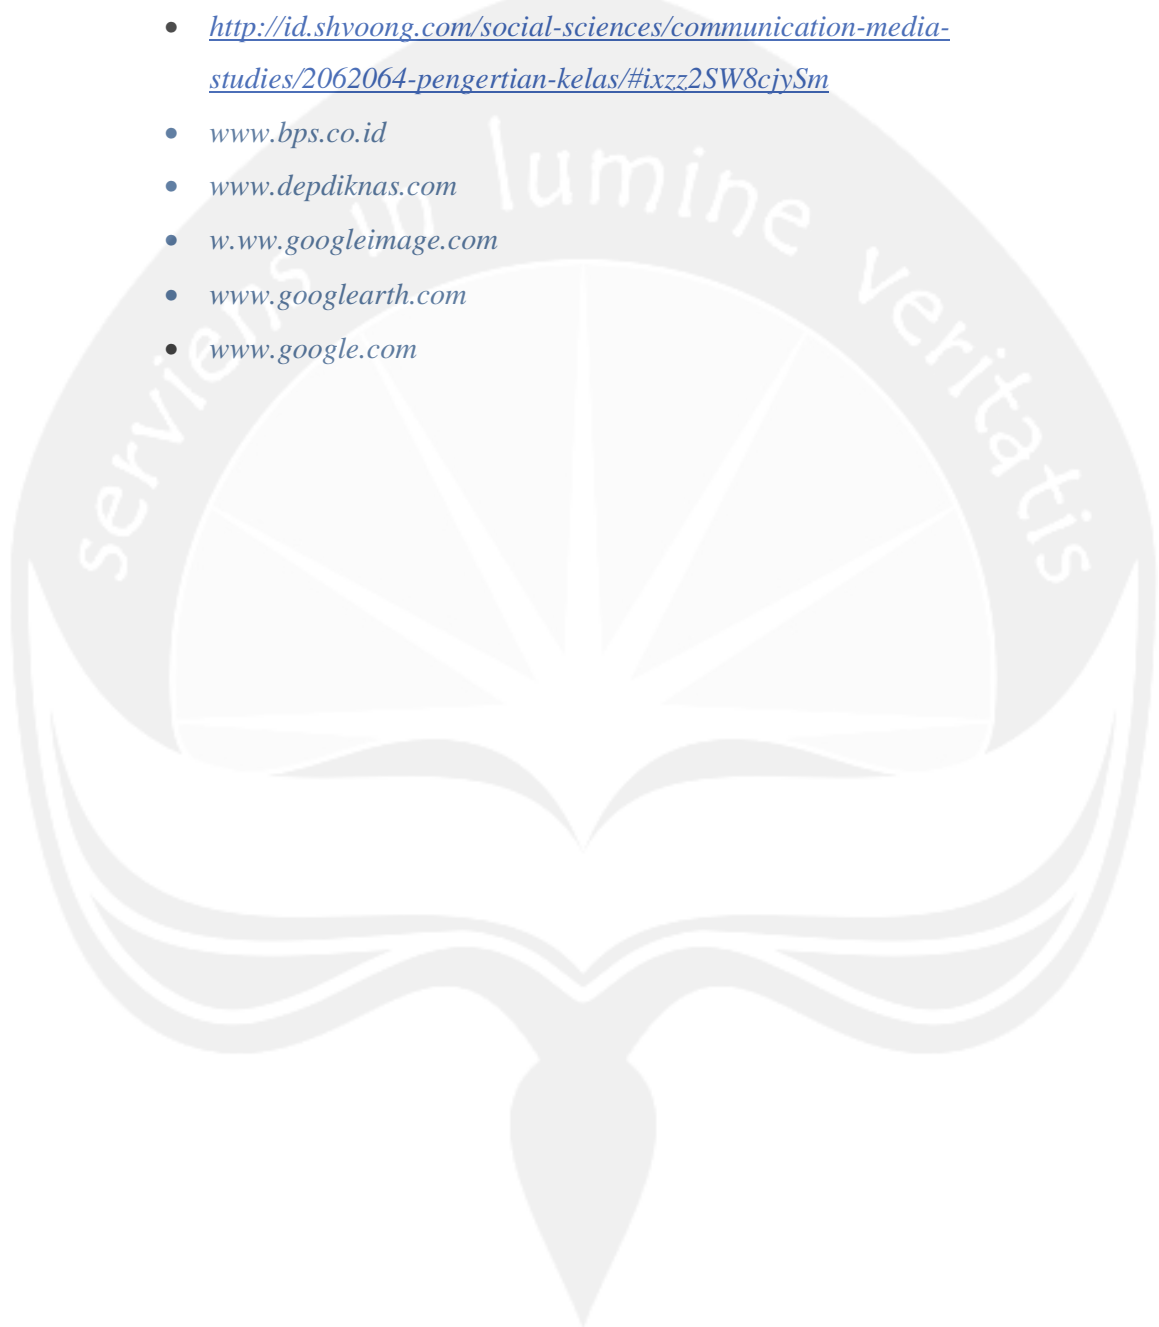 • http://id.shvoong.com/social-sciences/communication-media-
studies/2062064-pengertian-kelas/#ixzz2SW8cjySm
• www.bps.co.id
• www.depdiknas.com
• w.ww.googleimage.com
• www.googlearth.com
• www.google.com
serviens in lumine veritatis